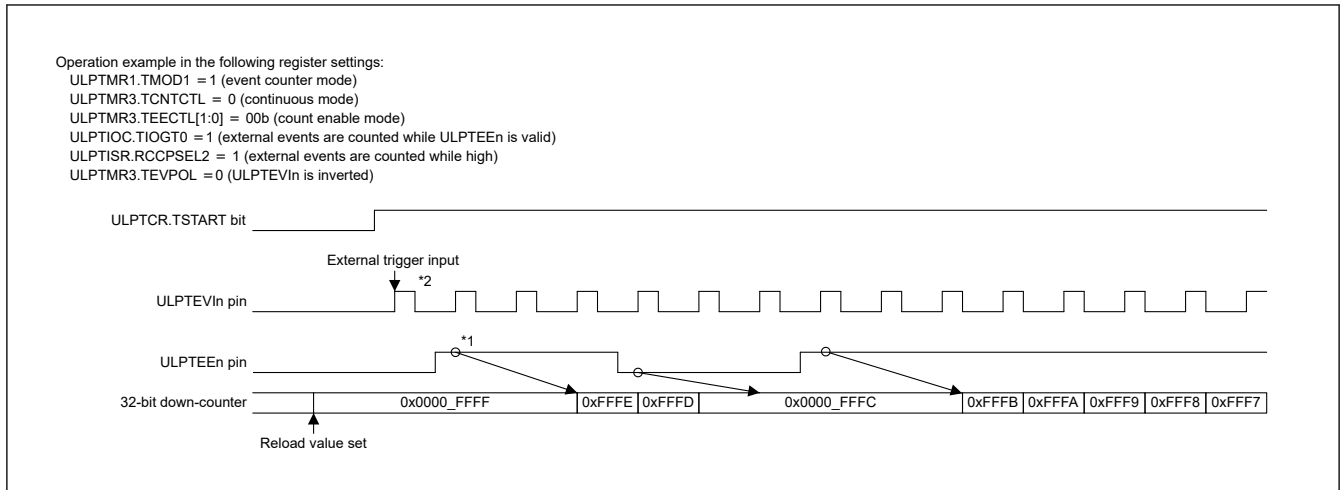 Operation example in the following register settings:
ULPTMR1.TMOD1 = 1 (event counter mode)
ULPTMR3.TCNTCTL = 0 (continuous mode)
ULPTMR3.TEECTL[1:0] = 00b (count enable mode)
ULPTIOC.TIOGT0 = 1 (external events are counted while ULPTEEn is valid)
ULPTISR.RCCPSEL2 = 1 (external events are counted while high)
ULPTMR3.TEVPOL = 0 (ULPTEVIn is inverted)
ULPTCR.TSTART bit
External trigger input
*2
ULPTEVIn pin
*1
ULPTEEn pin
32-bit down-counter 0x0000_FFFF 0xFFFE 0xFFFD 0x0000_FFFC 0xFFFB 0xFFFA 0xFFF9 0xFFF8 0xFFF7
Reload value set